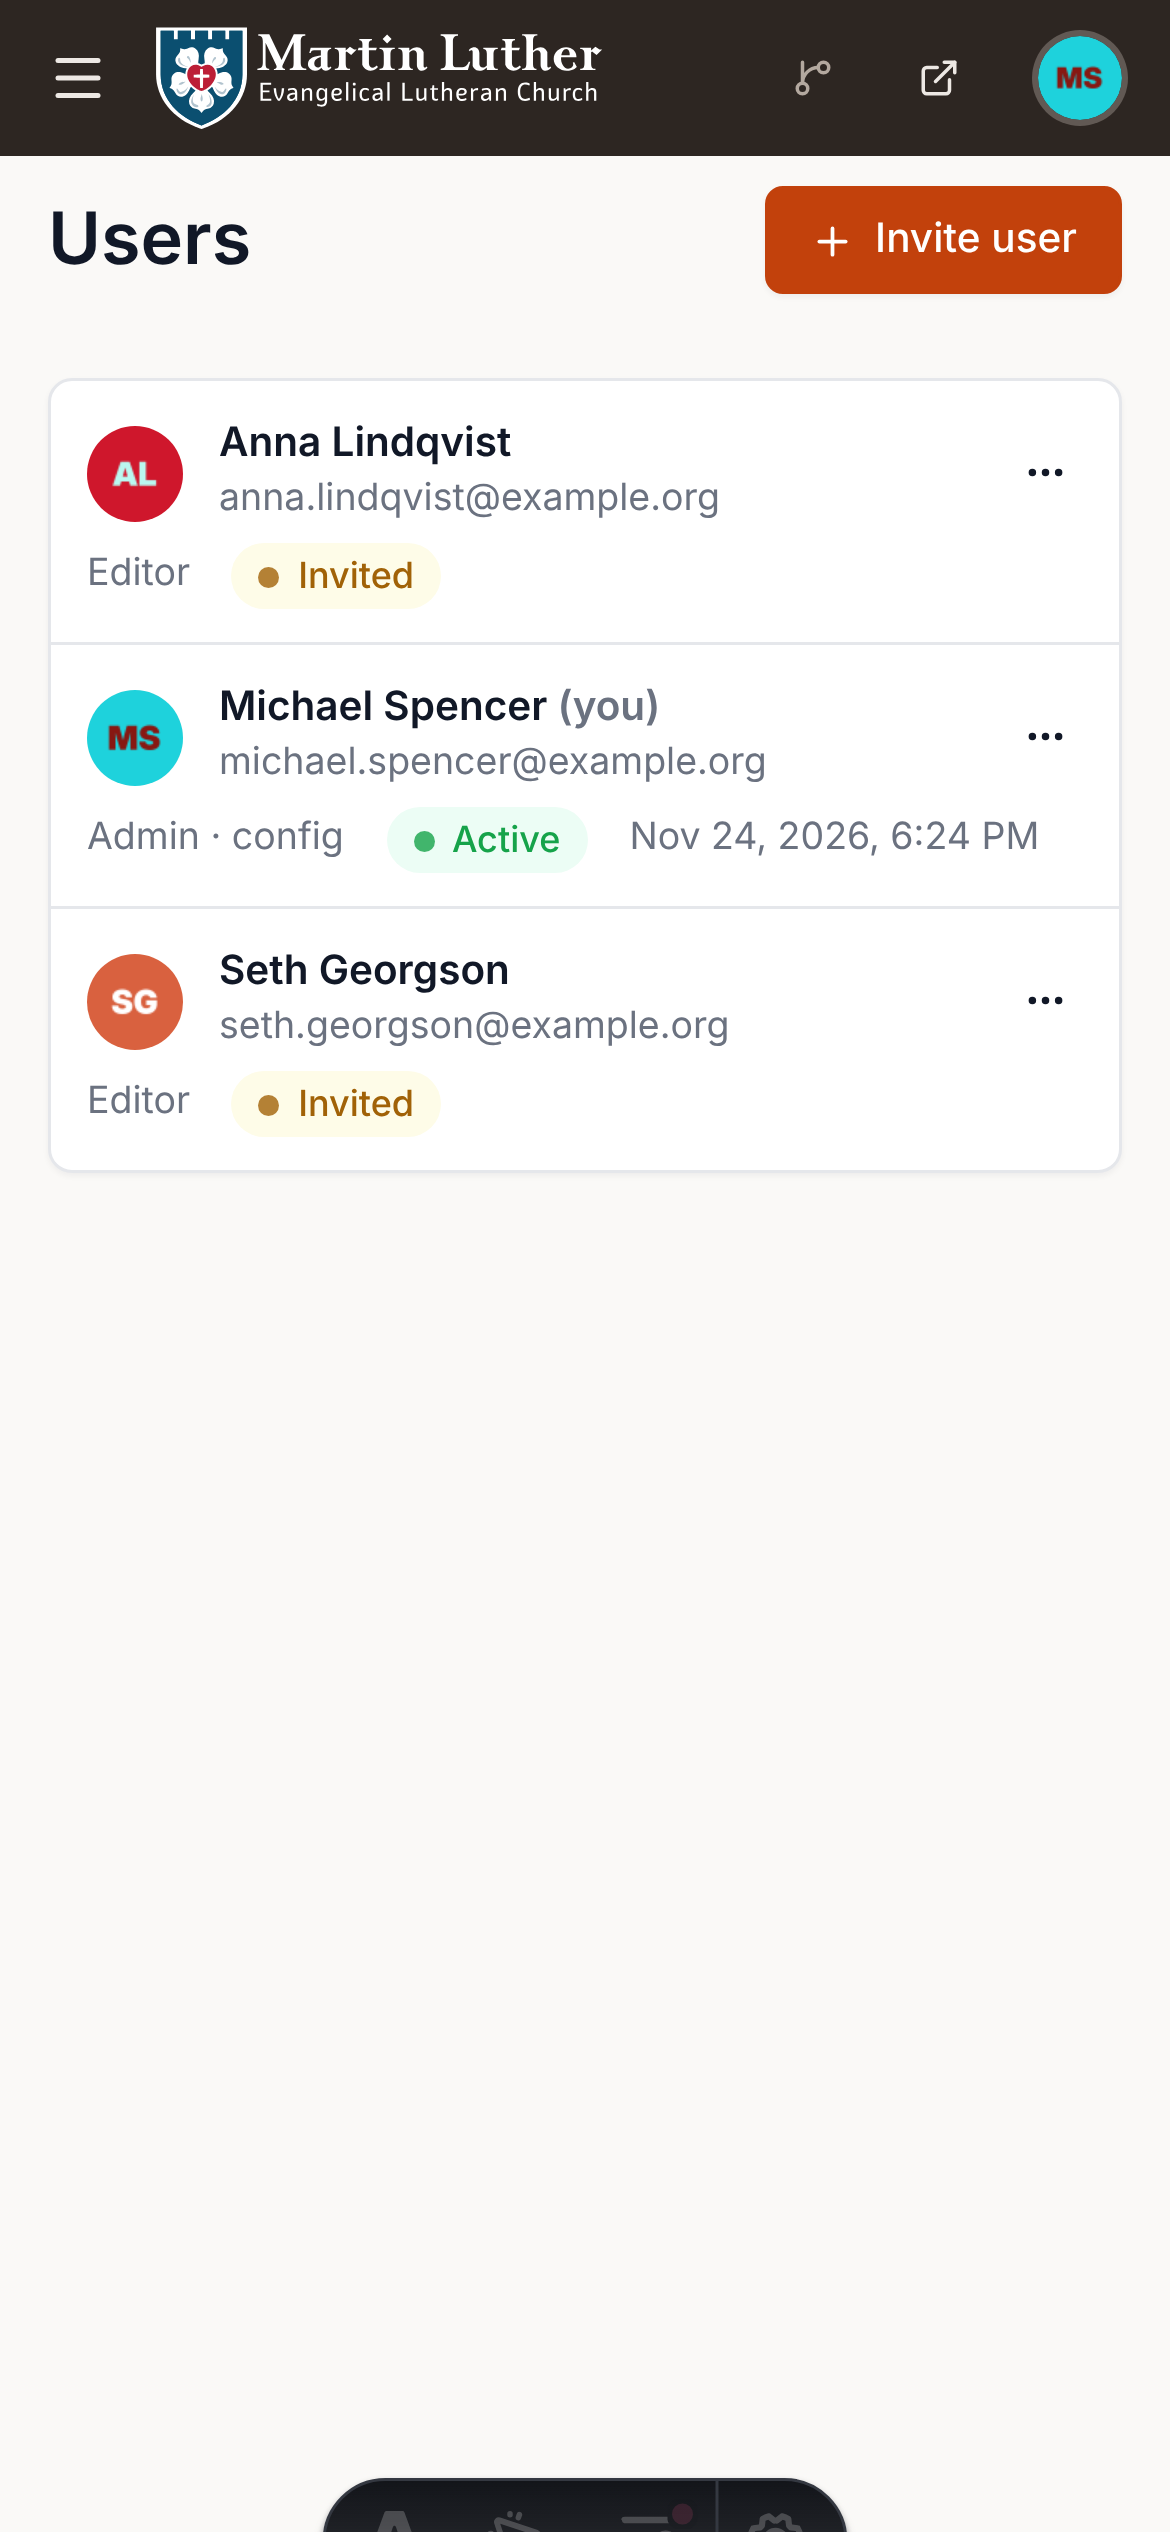 Martin Luther
Evangelical Lutheran Church
MS
Users
+ Invite user
AL
Anna Lindqvist
anna.lindqvist@example.org
Editor
Invited
MS
Michael Spencer (you)
michael.spencer@example.org
Admin · config
Active
Nov 24, 2026, 6:24 PM
SG
Seth Georgson
seth.georgson@example.org
Editor
Invited